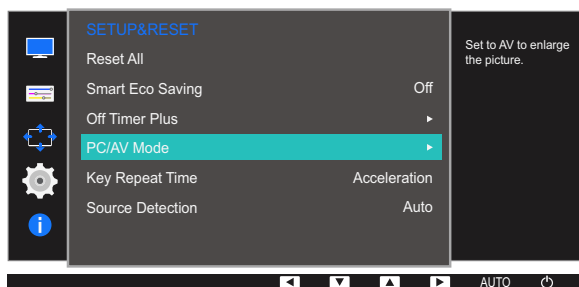 SETUP&RESET
Reset All
Smart Eco Saving Off
Off Timer Plus
PC/AV Mode
Key Repeat Time Acceleration
Source Detection Auto
Set to AV to enlarge
the picture.
AUTO